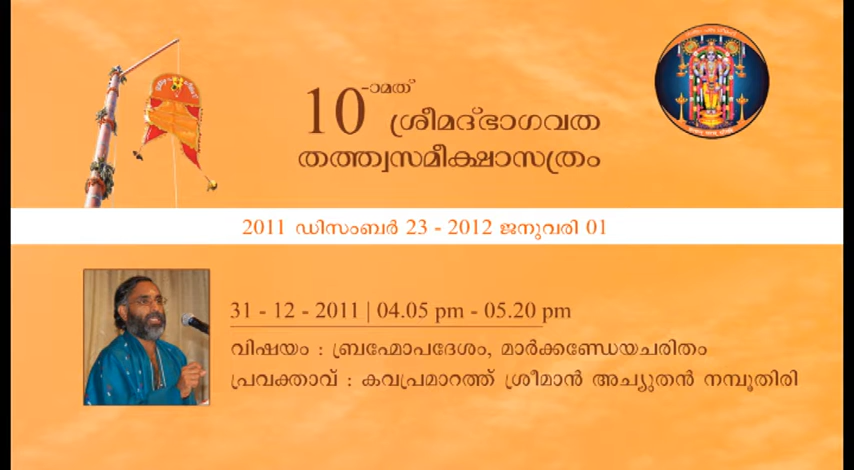 10-ാമത്
ശ്രീമദ്ഭാഗവത
തത്ത്വസമീക്ഷാസത്രം
2011 ഡിസംബർ 23 - 2012 ജനുവരി 01
31 - 12 - 2011 | 04.05 pm - 05.20 pm
വിഷയം : ബ്രഹ്മോപദേശം, മാർക്കണ്ഡേയചരിതം
പ്രവക്താവ് : കവപ്രമാറത്ത് ശ്രീമാൻ അച്യുതൻ നമ്പൂതിരി